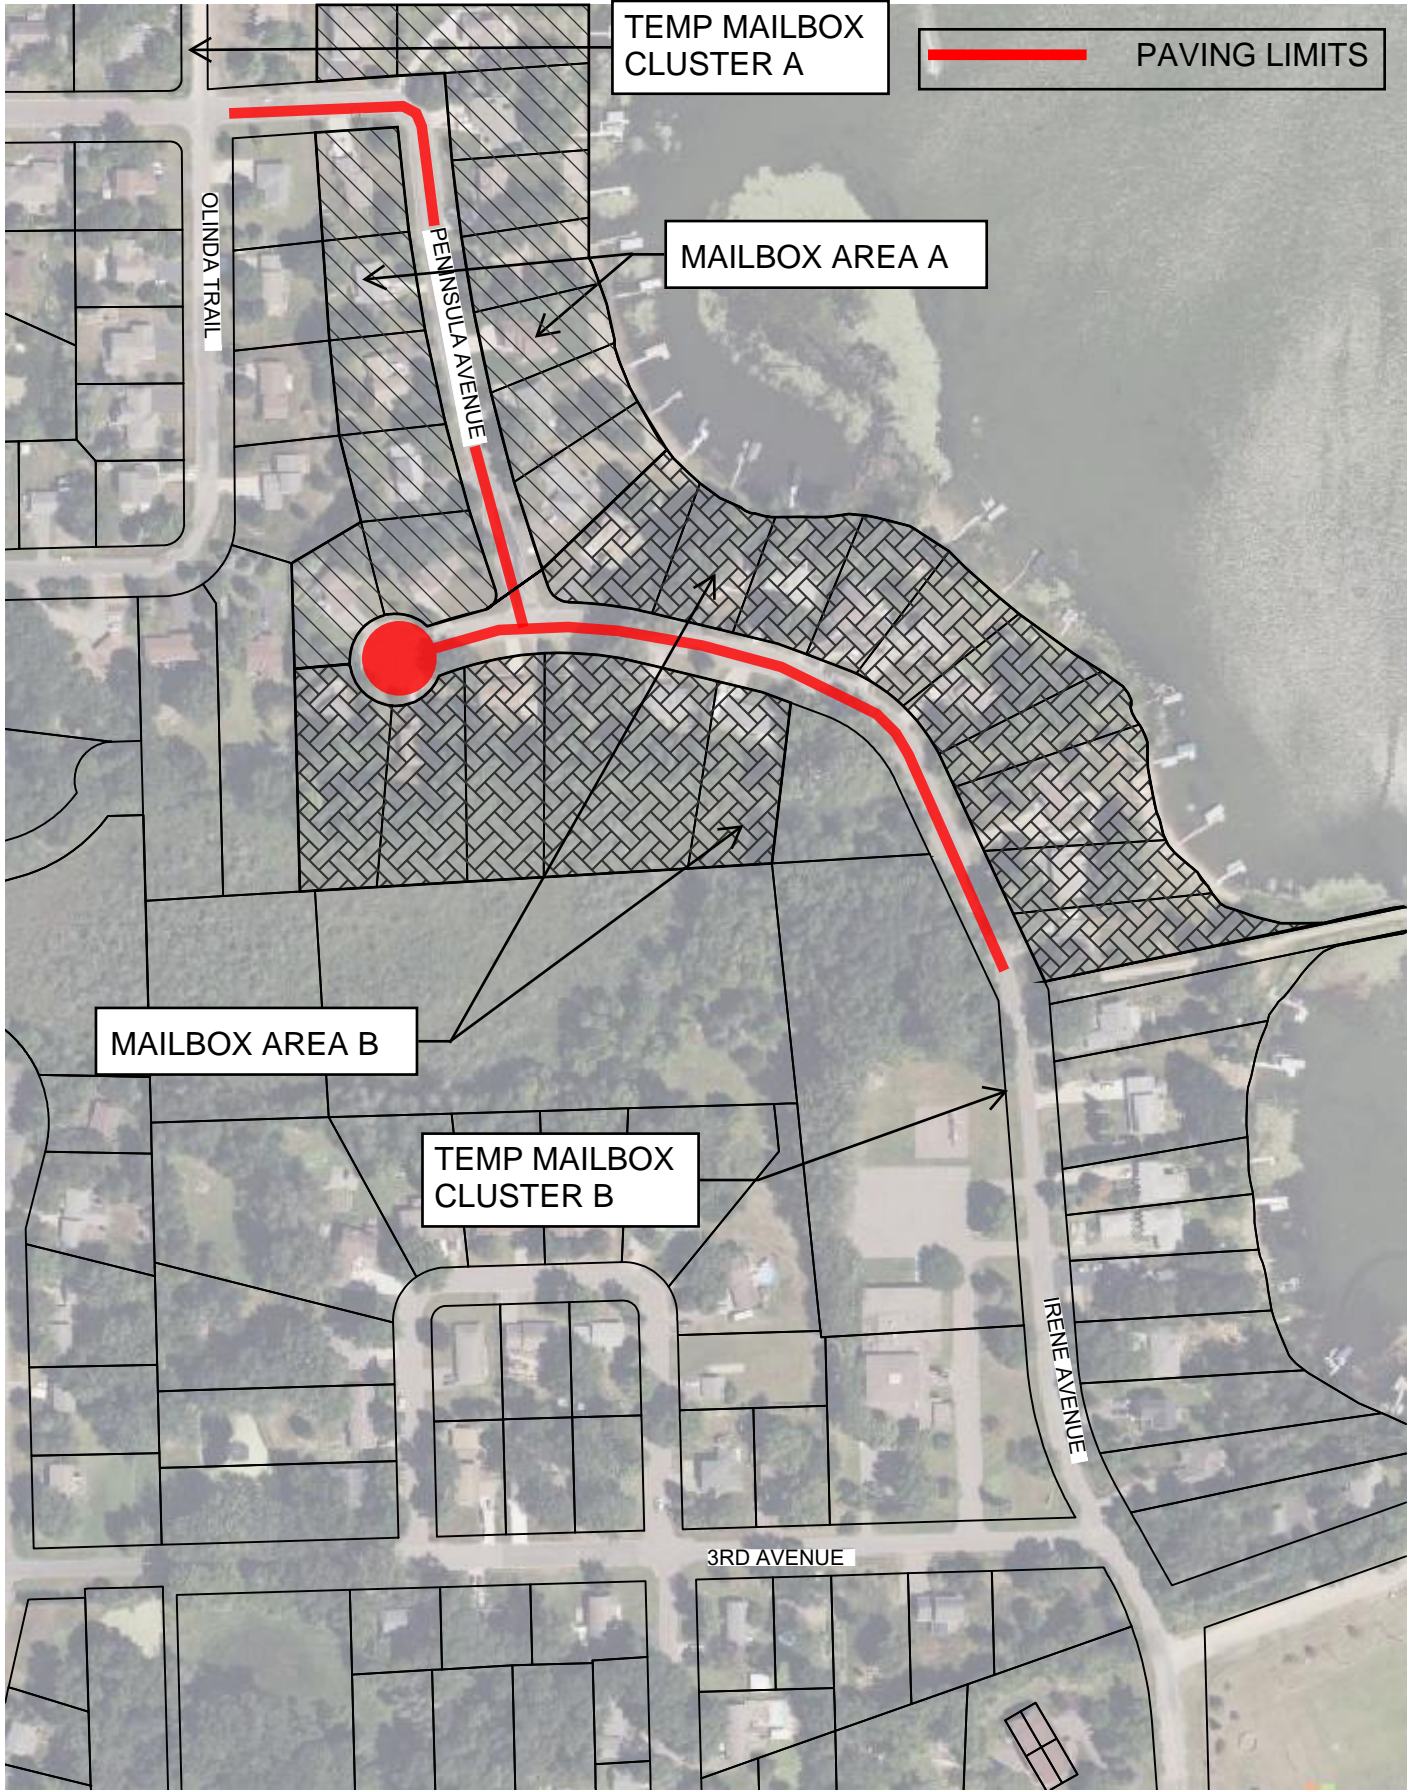 TEMP MAILBOX
CLUSTER A
PAVING LIMITS
OLINDA TRAIL
PENINSULA AVENUE
MAILBOX AREA A
MAILBOX AREA B
TEMP MAILBOX
CLUSTER B
IRENE AVENUE
3RD AVENUE